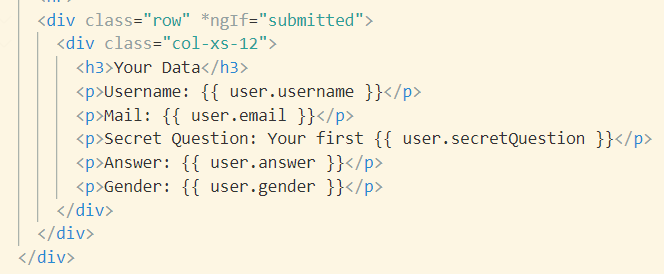 <div class="row" *ngIf="submitted">
<div class="col-xs-12">
<h3>Your Data</h3>
<p>Username: {{ user.username }}</p>
<p>Mail: {{ user.email }}</p>
<p>Secret Question: Your first {{ user.secretQuestion }}</p>
<p>Answer: {{ user.answer }}</p>
<p>Gender: {{ user.gender }}</p>
</div>
</div>
</div>